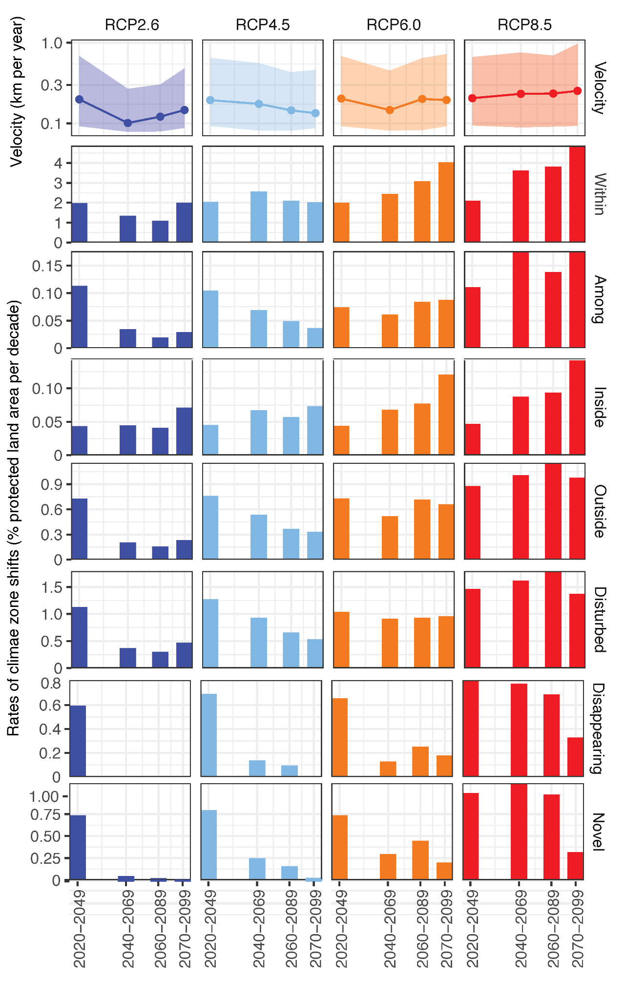 RCP2.6 RCP4.5 RCP6.0 RCP8.5
Velocity (km per year)
1.0
0.3
0.1
Velocity
Rates of climae zone shifts (% protected land area per decade)
4
3
2
1
0
Within
0.15
0.10
0.05
0
Among
0.10
0.05
0
Inside
0.9
0.6
0.3
0
Outside
1.5
1.0
0.5
0
Disturbed
0.8
0.6
0.4
0.2
0
Disappearing
1.00
0.75
0.50
0.25
0
Novel
2020–2049 2040–2069 2060–2089 2070–2099 2020–2049 2040–2069 2060–2089 2070–2099 2020–2049 2040–2069 2060–2089 2070–2099 2020–2049 2040–2069 2060–2089 2070–2099